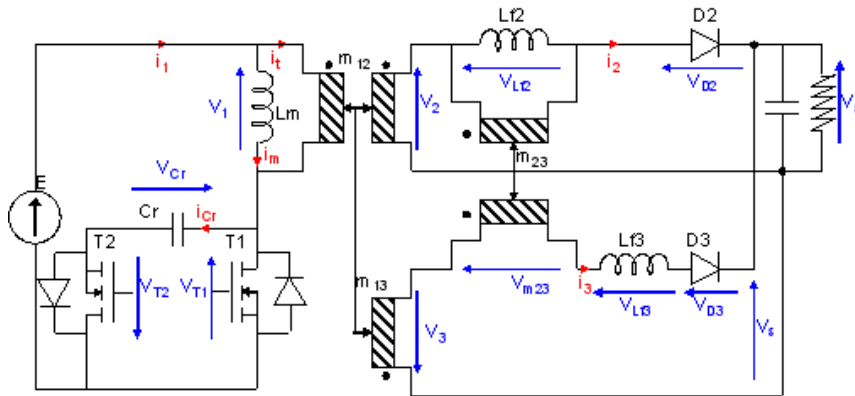 Lf2
D2
i1
it
m12
i2
V1
Lm
V2
VLf2
VD2
im
m23
VCr
E
Cr
iCr
T2
T1
Lf3
D3
VT2
VT1
m13
Vm23
i3
VLf3
VD3
V3
Vs